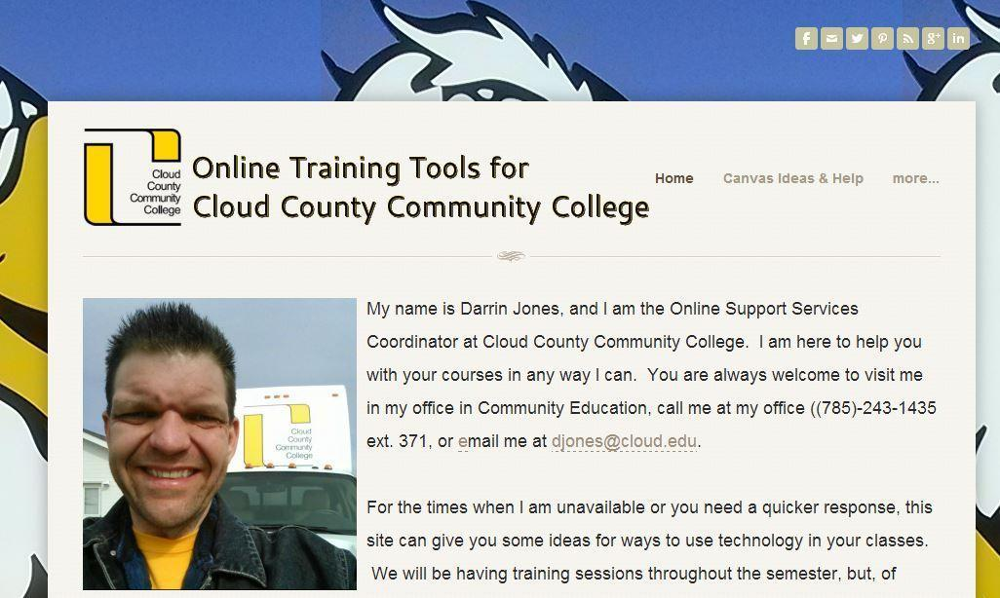 Cloud
County
Community
College
Online Training Tools for
Cloud County Community College
Home
Canvas Ideas & Help
more...
Cloud
County
Community
College
My name is Darrin Jones, and I am the Online Support Services
Coordinator at Cloud County Community College.  I am here to help you
with your courses in any way I can.  You are always welcome to visit me
in my office in Community Education, call me at my office ((785)-243-1435
ext. 371, or email me at djones@cloud.edu.
For the times when I am unavailable or you need a quicker response, this
site can give you some ideas for ways to use technology in your classes.
We will be having training sessions throughout the semester, but, of